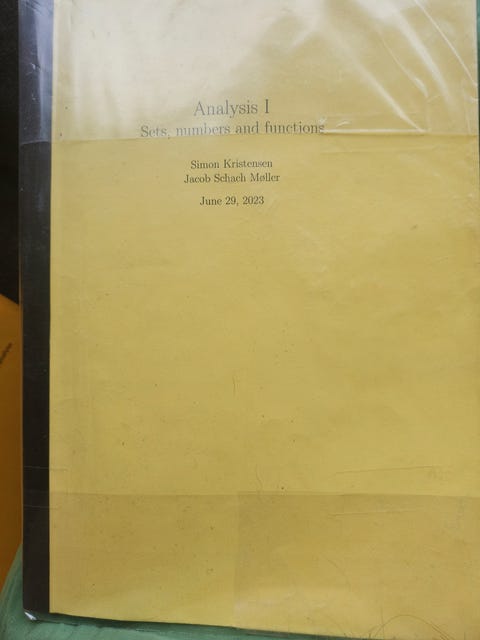 Analysis I
Sets, numbers and functions
Simon Kristensen
Jacob Schach Møller
June 29, 2023